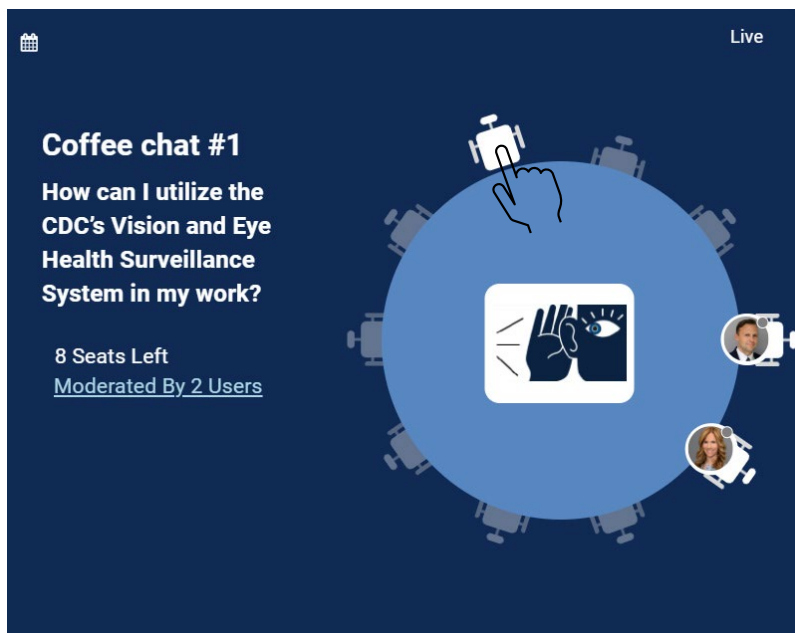 Live
Coffee chat #1
How can I utilize the
CDC's Vision and Eye
Health Surveillance
System in my work?
8 Seats Left
Moderated By 2 Users